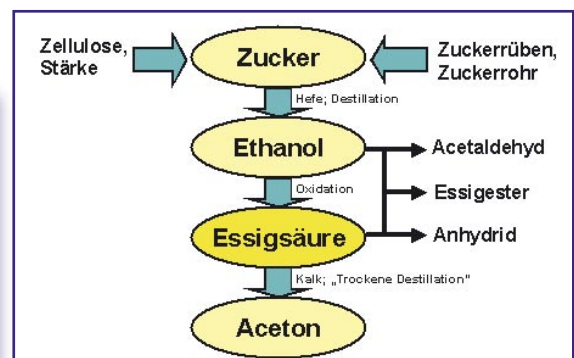 Zellulose,
Stärke
Zucker
Zuckerrüben,
Zuckerrohr
Hefe; Destillation
Ethanol
Acetaldehyd
Oxidation
Essigester
Essigsäure
Anhydrid
Kalk; „Trockene Destillation"
Aceton